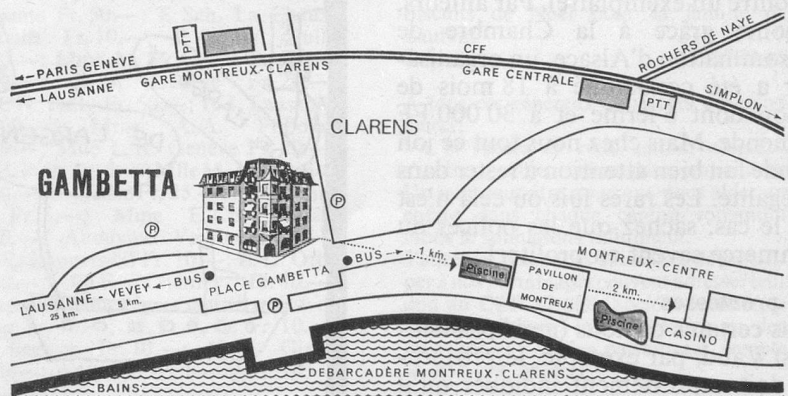 PTT
CFF
ROCHERS DE NAYE
PARIS GENÈVE
GARE MONTREUX-CLARENS
GARE CENTRALE
LAUSANNE
PTT
SIMPLON
CLARENS
GAMBETTA
P
P
BUS
1 km.
MONTREUX-CENTRE
Piscine
PAVILLON
DE
MONTREUX
2 km.
LAUSANNE - VEVEY
25 km. 5 km.
BUS
PLACE GAMBETTA
P
Piscine
CASINO
DEBARCADÈRE MONTREUX-CLARENS
BAINS